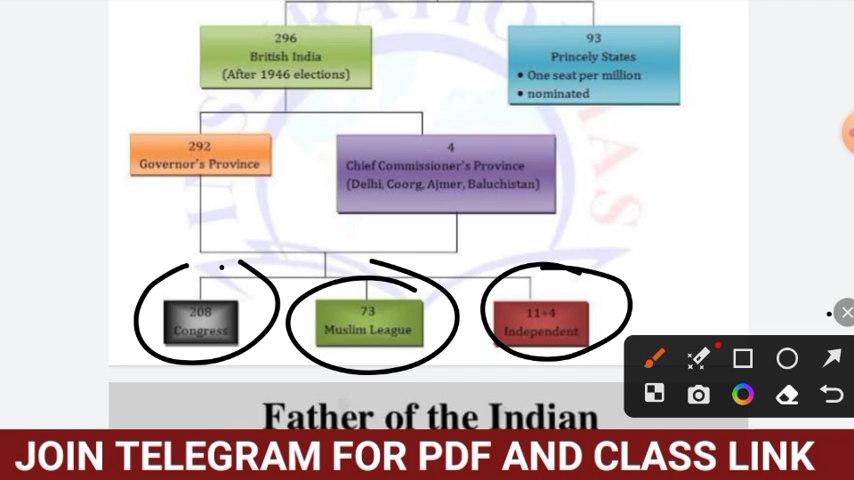 296
British India
(After 1946 elections)
93
Princely States
• One seat per million
• nominated
292
Governor's Province
4
Chief Commissioner's Province
(Delhi, Coorg, Ajmer, Baluchistan)
208
Congress
73
Muslim League
11+4
Independent
Father of the Indian
JOIN TELEGRAM FOR PDF AND CLASS LINK